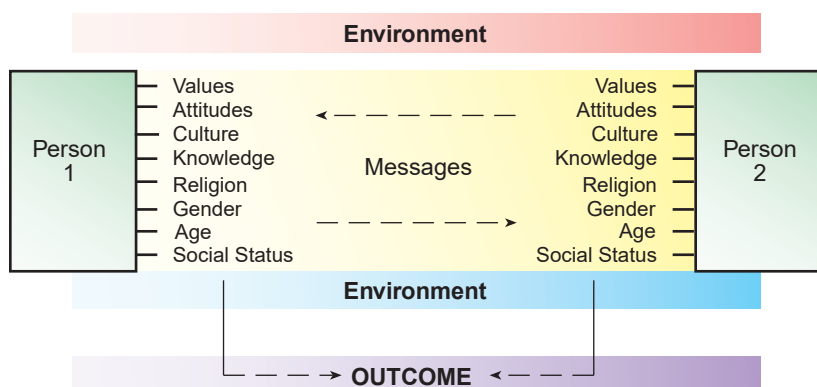 Environment
Person
1
Values
Attitudes
Culture
Knowledge
Religion
Gender
Age
Social Status
Messages
Values
Attitudes
Culture
Knowledge
Religion
Gender
Age
Social Status
Person
2
Environment
OUTCOME